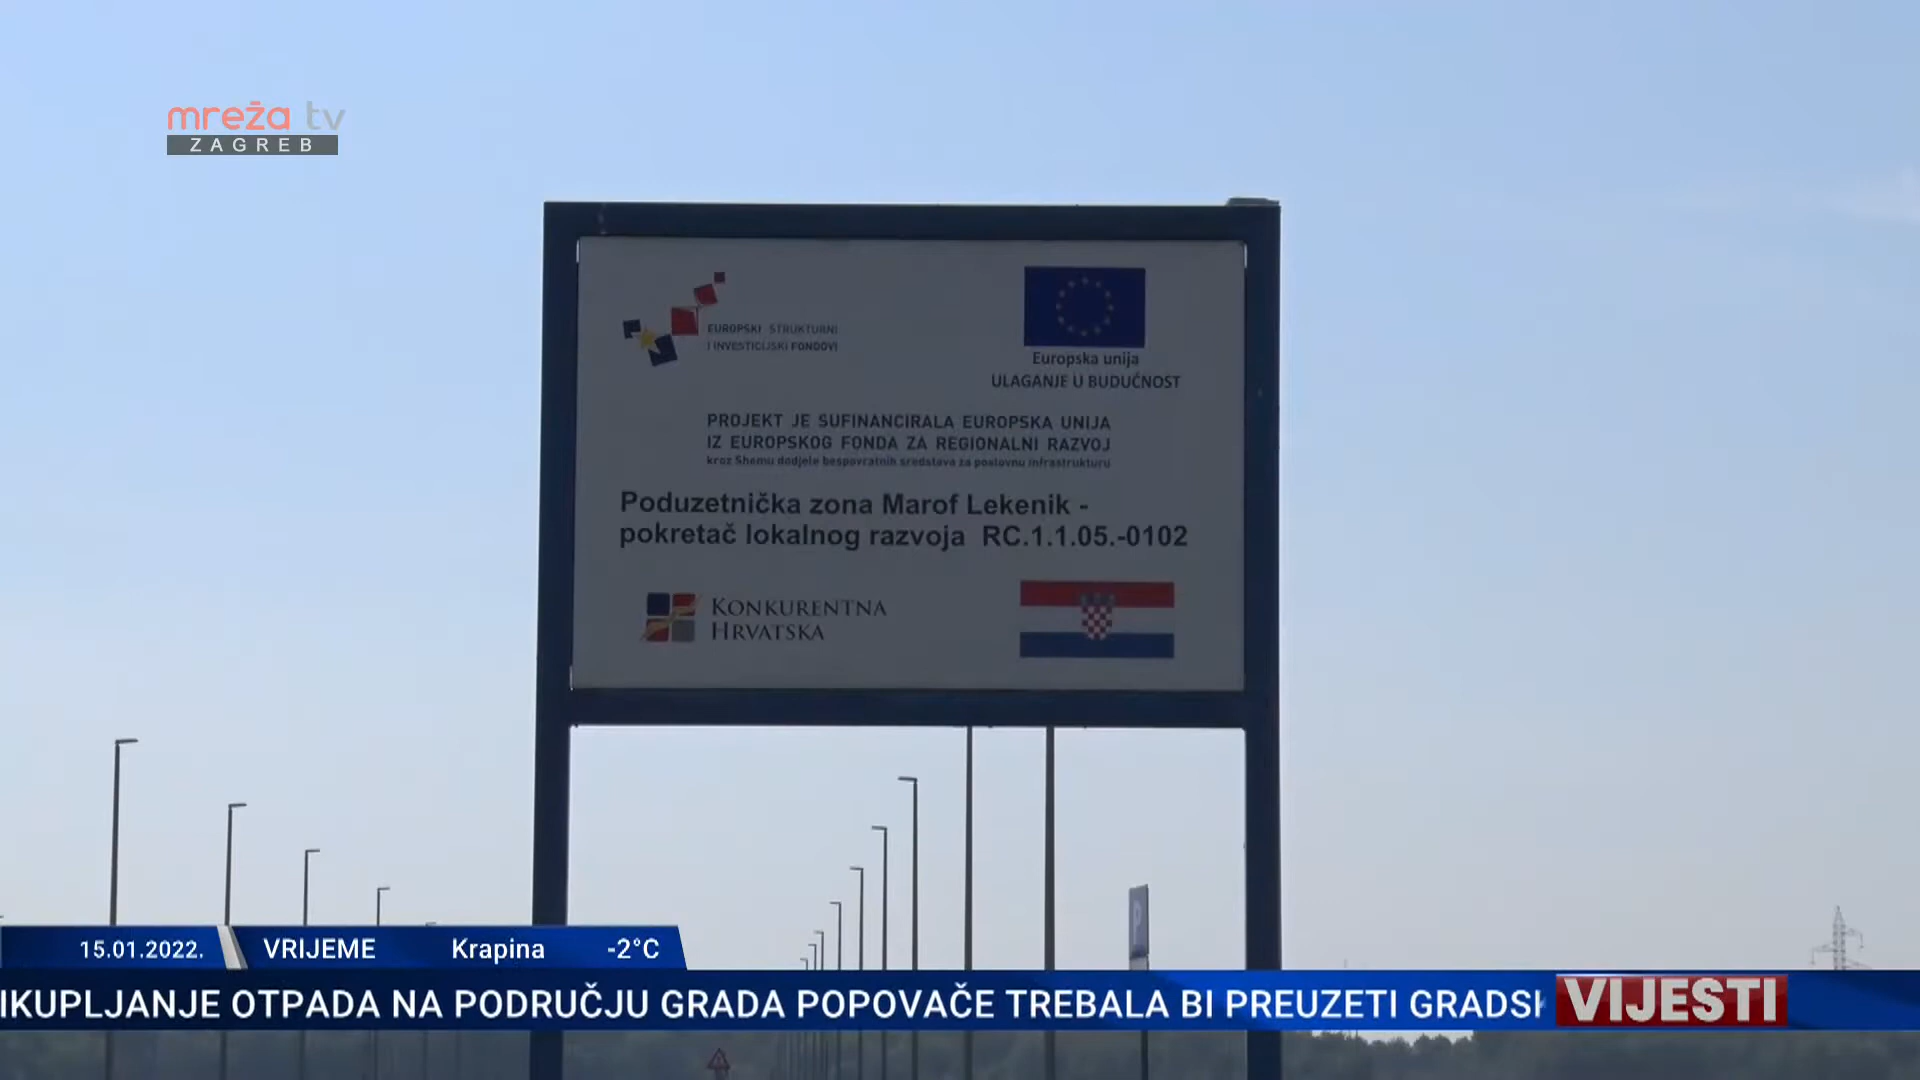 mreža tv
ZAGREB
EUROPSKI STRUKTURNI
I INVESTICIJSKI FONDOVI
Europska unija
ULAGANJE U BUDUĆNOST
PROJEKT JE SUFINANCIRALA EUROPSKA UNIJA
IZ EUROPSKOG FONDA ZA REGIONALNI RAZVOJ
kroz Shemu dodjele bespovratnih sredstava za poslovnu infrastrukturu
Poduzetnička zona Marof Lekenik -
pokretač lokalnog razvoja RC.1.1.05.-0102
KONKURENTNA
HRVATSKA
P
15.01.2022. VRIJEME Krapina -2°C
IKUPLJANJE OTPADA NA PODRUČJU GRADA POPOVAČE TREBALA BI PREUZETI GRADSK VIJESTI